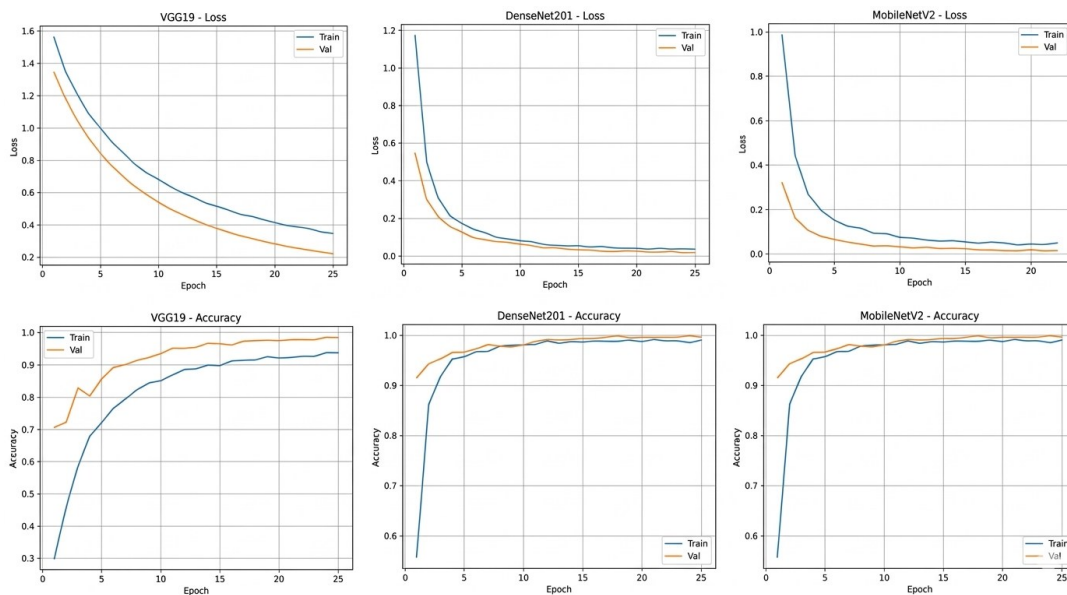 VGG19 - Loss
1.6
1.4
1.2
1.0
0.8
0.6
0.4
0.2
Loss
0 5 10 15 20 25
Epoch
Train
Val
DenseNet201 - Loss
1.2
1.0
0.8
0.6
0.4
0.2
0.0
Loss
0 5 10 15 20 25
Epoch
Train
Val
MobileNetV2 - Loss
1.0
0.8
0.6
0.4
0.2
0.0
Loss
0 5 10 15 20
Epoch
Train
Val
VGG19 - Accuracy
1.0
0.9
0.8
0.7
0.6
0.5
0.4
0.3
Accuracy
0 5 10 15 20 25
Epoch
Train
Val
DenseNet201 - Accuracy
1.0
0.9
0.8
0.7
0.6
Accuracy
0 5 10 15 20 25
Epoch
Train
Val
MobileNetV2 - Accuracy
1.0
0.9
0.8
0.7
0.6
Accuracy
0 5 10 15 20 25
Epoch
Train
Val